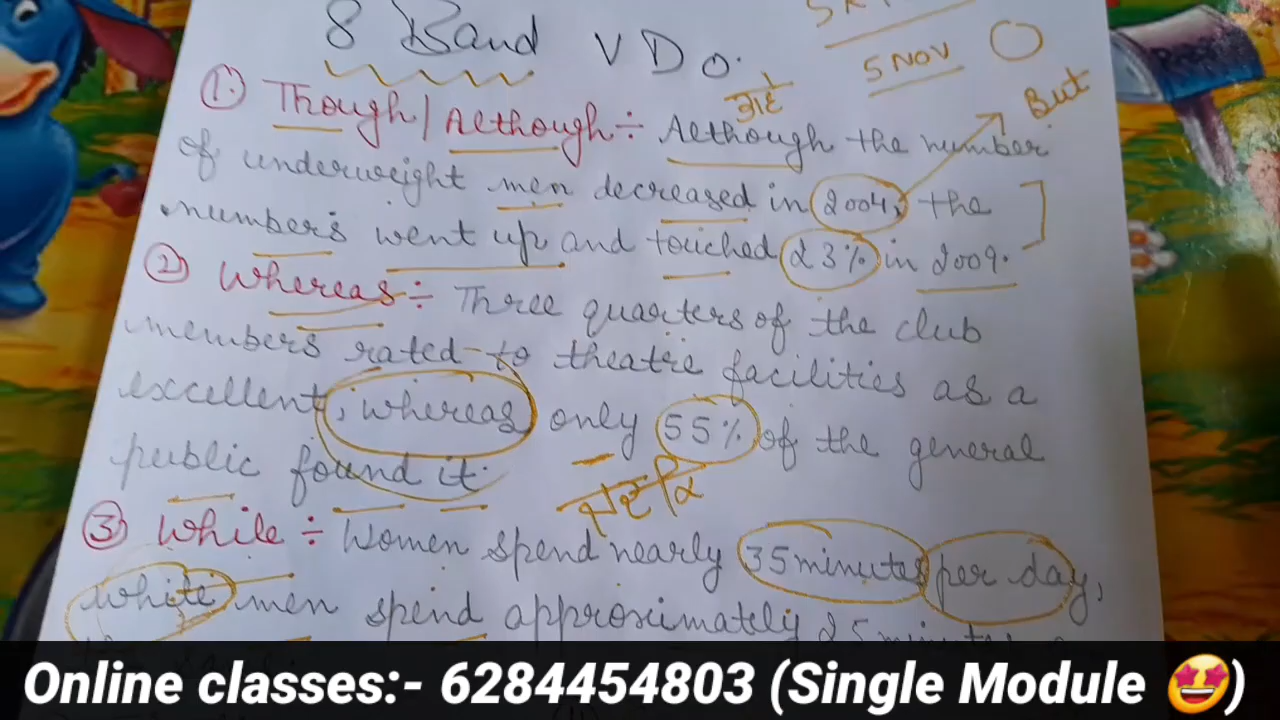 8 Band VDO.
5 NOV
But
① Though/Although ÷ Although the number
of underweight men decreased in 2004, the
numbers went up and touched 23% in 2009.
② Whereas ÷ Three quarters of the club
members rated to theatre facilities as a
excellent, whereas only 55% of the general
public found it.
③ While ÷ Women spend nearly 35 minutes per day,
while men spend approximately 25 minutes a
Online classes:- 6284454803 (Single Module 🤩)